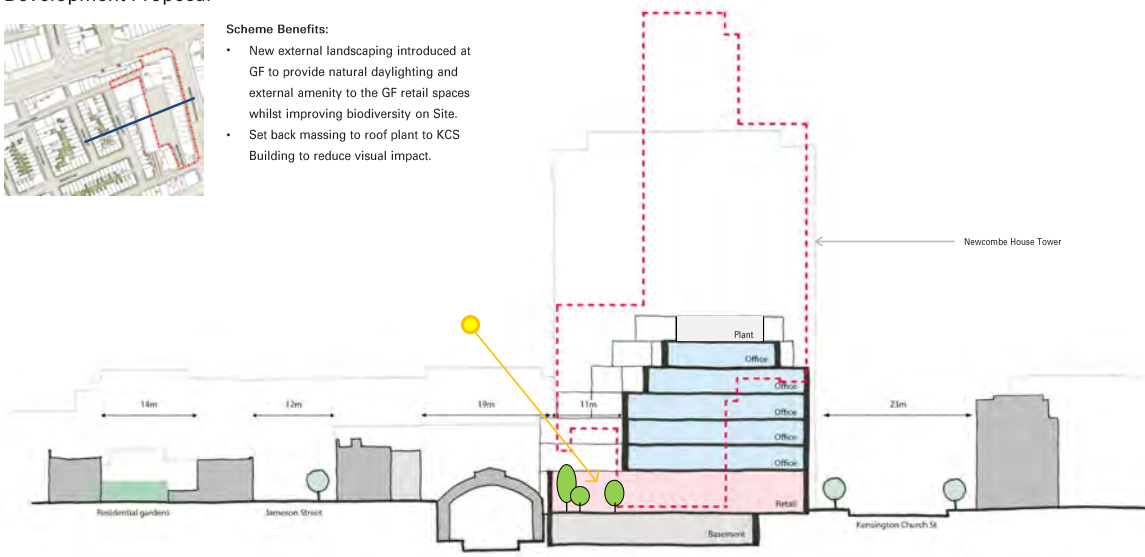 Development Proposal
Scheme Benefits:
• New external landscaping introduced at
GF to provide natural daylighting and
external amenity to the GF retail spaces
whilst improving biodiversity on Site.
• Set back massing to roof plant to KCS
Building to reduce visual impact.
Newcombe House Tower
Plant
Office
Office
14m
12m
19m
11m
Office
23m
Office
Office
Retail
Residential gardens
Jameson Street
Kensington Church St
Basement